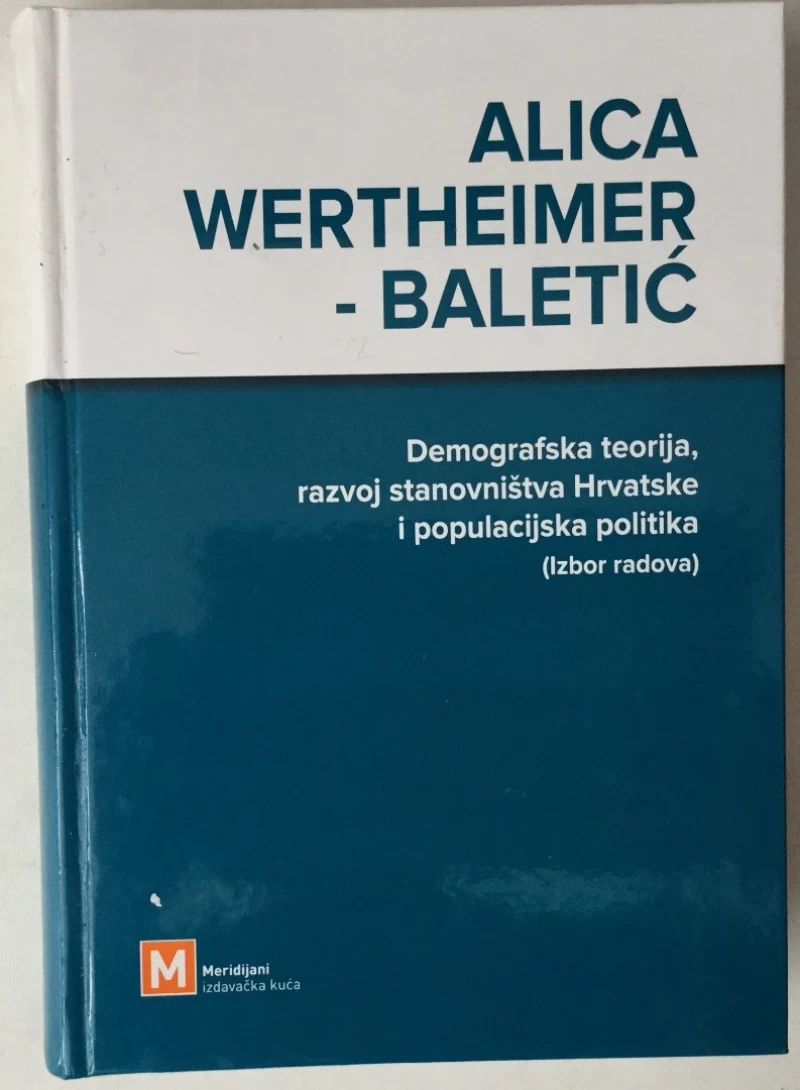 ALICA
WERTHEIMER
- BALETIĆ
Demografska teorija,
razvoj stanovništva Hrvatske
i populacijska politika
(Izbor radova)
M
Meridijani
izdavačka kuća